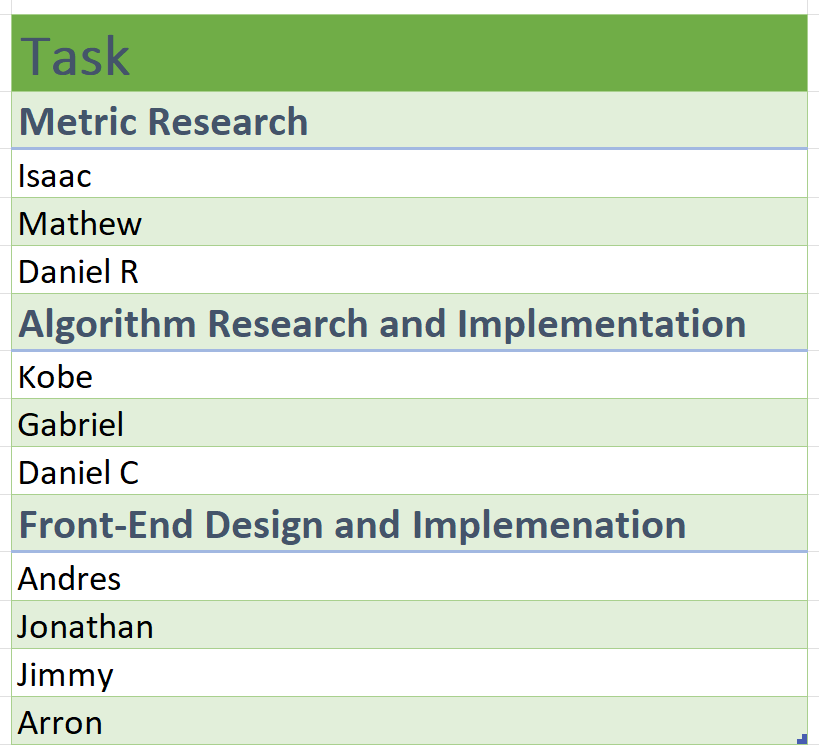 Task
Metric Research
Isaac
Mathew
Daniel R
Algorithm Research and Implementation
Kobe
Gabriel
Daniel C
Front-End Design and Implemenation
Andres
Jonathan
Jimmy
Arron